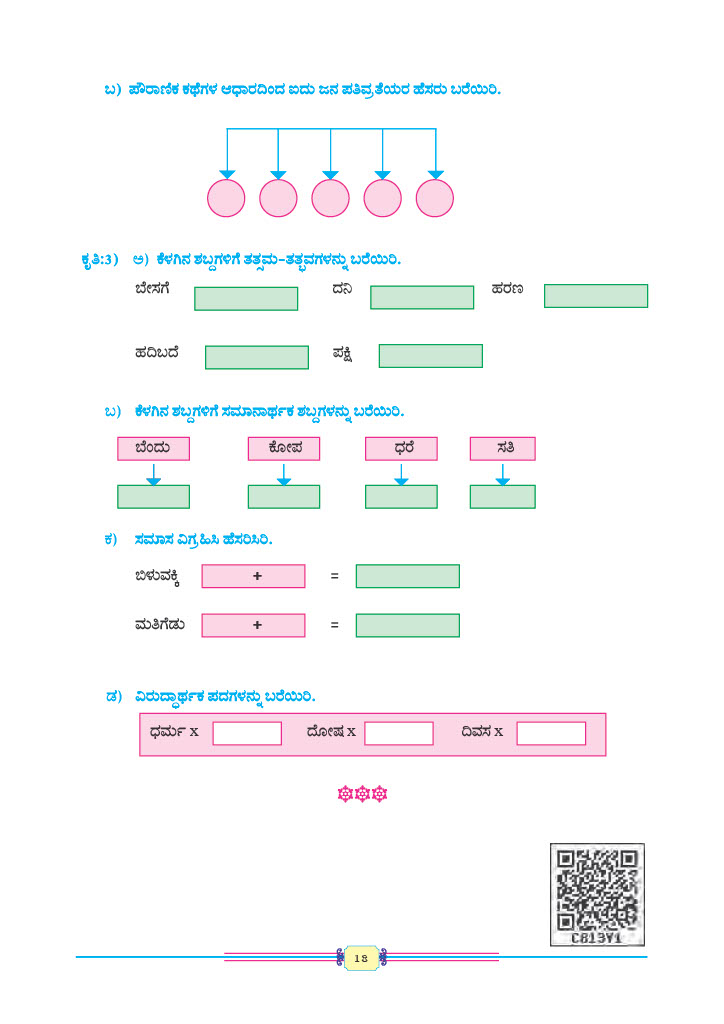 ಬ) ಪೌರಾಣಿಕ ಕಥೆಗಳ ಆಧಾರದಿಂದ ಐದು ಜನ ಪತಿವ್ರತೆಯರ ಹೆಸರು ಬರೆಯಿರಿ.
ಕೃತಿ:3) ಅ) ಕೆಳಗಿನ ಶಬ್ದಗಳಿಗೆ ತತ್ಸಮ-ತತ್ಭವಗಳನ್ನು ಬರೆಯಿರಿ.
ಬೇಸಗೆ ದನಿ ಹರಣ
ಹದಿಬದೆ ಪಕ್ಷಿ
ಬ) ಕೆಳಗಿನ ಶಬ್ದಗಳಿಗೆ ಸಮಾನಾರ್ಥಕ ಶಬ್ದಗಳನ್ನು ಬರೆಯಿರಿ.
ಬೆಂದು ಕೋಪ ಧರೆ ಸತಿ
ಕ) ಸಮಾಸ ವಿಗ್ರಹಿಸಿ ಹೆಸರಿಸಿರಿ.
ಬಿಳುವಕ್ಕಿ + =
ಮತಿಗೆಡು + =
ಡ) ವಿರುದ್ಧಾರ್ಥಕ ಪದಗಳನ್ನು ಬರೆಯಿರಿ.
ಧರ್ಮ x ದೋಷ x ದಿವಸ x
C813Y1
18